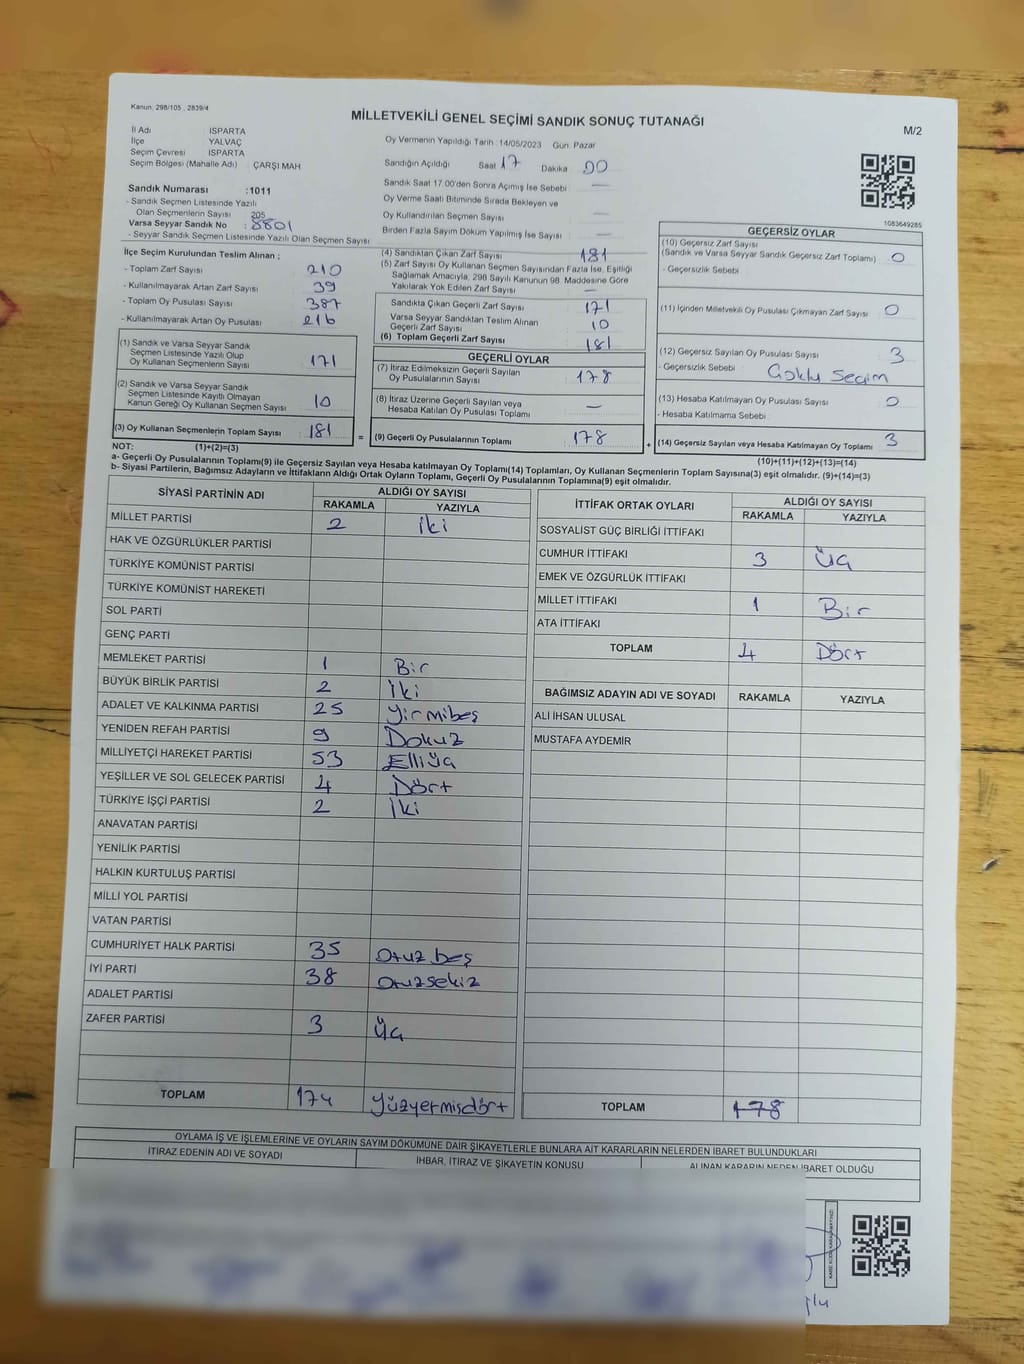 Kanun: 298/105 , 2839/4
MİLLETVEKİLİ GENEL SEÇİMİ SANDIK SONUÇ TUTANAĞI
M/2
İl Adı ISPARTA
İlçe YALVAÇ
Seçim Çevresi ISPARTA
Seçim Bölgesi (Mahalle Adı) ÇARŞI MAH
Sandık Numarası :1011
- Sandık Seçmen Listesinde Yazılı
Olan Seçmenlerin Sayısı 205
Varsa Seyyar Sandık No : 8801
- Seyyar Sandık Seçmen Listesinde Yazılı Olan Seçmen Sayısı
Oy Vermenin Yapıldığı Tarih :14/05/2023 Gün: Pazar
Sandığın Açıldığı Saat 17 Dakika 00
Sandık Saat 17.00'den Sonra Açımış İse Sebebi —
Oy Verme Saati Bitiminde Sırada Bekleyen ve
Oy Kullandırılan Seçmen Sayısı —
Birden Fazla Sayım Döküm Yapılmış İse Sayısı —
1083649285
İlçe Seçim Kurulundan Teslim Alınan ;
- Toplam Zarf Sayısı : 210
- Kullanılmayarak Artan Zarf Sayısı : 39
- Toplam Oy Pusulası Sayısı : 387
- Kullanılmayarak Artan Oy Pusulası : 216
(1) Sandık ve Varsa Seyyar Sandık
Seçmen Listesinde Yazılı Olup
Oy Kullanan Seçmenlerin Sayısı : 171
(2) Sandık ve Varsa Seyyar Sandık
Seçmen Listesinde Kayıtlı Olmayan
Kanun Gereği Oy Kullanan Seçmen Sayısı : 10
(3) Oy Kullanan Seçmenlerin Toplam Sayısı : 181
(4) Sandıktan Çıkan Zarf Sayısı : 181
(5) Zarf Sayısı Oy Kullanan Seçmen Sayısından Fazla İse, Eşitliği
Sağlamak Amacıyla, 298 Sayılı Kanunun 98. Maddesine Göre
Yakılarak Yok Edilen Zarf Sayısı : —
Sandıkta Çıkan Geçerli Zarf Sayısı : 171
Varsa Seyyar Sandıktan Teslim Alınan
Geçerli Zarf Sayısı : 10
(6) Toplam Geçerli Zarf Sayısı : 181
GEÇERLİ OYLAR
(7) İtiraz Edilmeksizin Geçerli Sayılan
Oy Pusulalarının Sayısı : 178
(8) İtiraz Üzerine Geçerli Sayılan veya
Hesaba Katılan Oy Pusulası Toplamı : —
= (9) Geçerli Oy Pusulalarının Toplamı : 178
GEÇERSİZ OYLAR
(10) Geçersiz Zarf Sayısı
(Sandık ve Varsa Seyyar Sandık Geçersiz Zarf Toplamı) : 0
- Geçersizlik Sebebi :
(11) İçinden Milletvekili Oy Pusulası Çıkmayan Zarf Sayısı : 0
(12) Geçersiz Sayılan Oy Pusulası Sayısı : 3
- Geçersizlik Sebebi : Çoklu Seçim
(13) Hesaba Katılmayan Oy Pusulası Sayısı : 0
- Hesaba Katılmama Sebebi :
+ (14) Geçersiz Sayılan veya Hesaba Katılmayan Oy Toplamı : 3
NOT: (1)+(2)=(3)
(10)+(11)+(12)+(13)=(14)
a- Geçerli Oy Pusulalarının Toplamı(9) ile Geçersiz Sayılan veya Hesaba katılmayan Oy Toplamı(14) Toplamları, Oy Kullanan Seçmenlerin Toplam Sayısına(3) eşit olmalıdır. (9)+(14)=(3)
b- Siyasi Partilerin, Bağımsız Adayların ve İttifakların Aldığı Ortak Oyların Toplamı, Geçerli Oy Pusulalarının Toplamına(9) eşit olmalıdır.
SİYASİ PARTİNİN ADI ALDIĞI OY SAYISI
RAKAMLA YAZIYLA
MİLLET PARTİSİ 2 iki
HAK VE ÖZGÜRLÜKLER PARTİSİ
TÜRKİYE KOMÜNİST PARTİSİ
TÜRKİYE KOMÜNİST HAREKETİ
SOL PARTİ
GENÇ PARTİ
MEMLEKET PARTİSİ 1 Bir
BÜYÜK BİRLİK PARTİSİ 2 İki
ADALET VE KALKINMA PARTİSİ 25 Yirmibeş
YENİDEN REFAH PARTİSİ 9 Dokuz
MİLLİYETÇİ HAREKET PARTİSİ 53 Elliüç
YEŞİLLER VE SOL GELECEK PARTİSİ 4 Dört
TÜRKİYE İŞÇİ PARTİSİ 2 İki
ANAVATAN PARTİSİ
YENİLİK PARTİSİ
HALKIN KURTULUŞ PARTİSİ
MİLLİ YOL PARTİSİ
VATAN PARTİSİ
CUMHURİYET HALK PARTİSİ 35 Otuz beş
İYİ PARTİ 38 Otuzsekiz
ADALET PARTİSİ
ZAFER PARTİSİ 3 Üç
TOPLAM 174 Yüzyetmişdört
İTTİFAK ORTAK OYLARI ALDIĞI OY SAYISI
RAKAMLA YAZIYLA
SOSYALİST GÜÇ BİRLİĞİ İTTİFAKI
CUMHUR İTTİFAKI 3 Üç
EMEK VE ÖZGÜRLÜK İTTİFAKI
MİLLET İTTİFAKI 1 Bir
ATA İTTİFAKI
TOPLAM 4 Dört
BAĞIMSIZ ADAYIN ADI VE SOYADI RAKAMLA YAZIYLA
ALİ İHSAN ULUSAL
MUSTAFA AYDEMİR
TOPLAM 178
OYLAMA İŞ VE İŞLEMLERİNE VE OYLARIN SAYIM DÖKÜMÜNE DAİR ŞİKAYETLERLE BUNLARA AİT KARARLARIN NELERDEN İBARET BULUNDUKLARI
İTİRAZ EDENİN ADI VE SOYADI İHBAR, İTİRAZ VE ŞİKAYETİN KONUSU ALINAN KARARIN NEDEN İBARET OLDUĞU